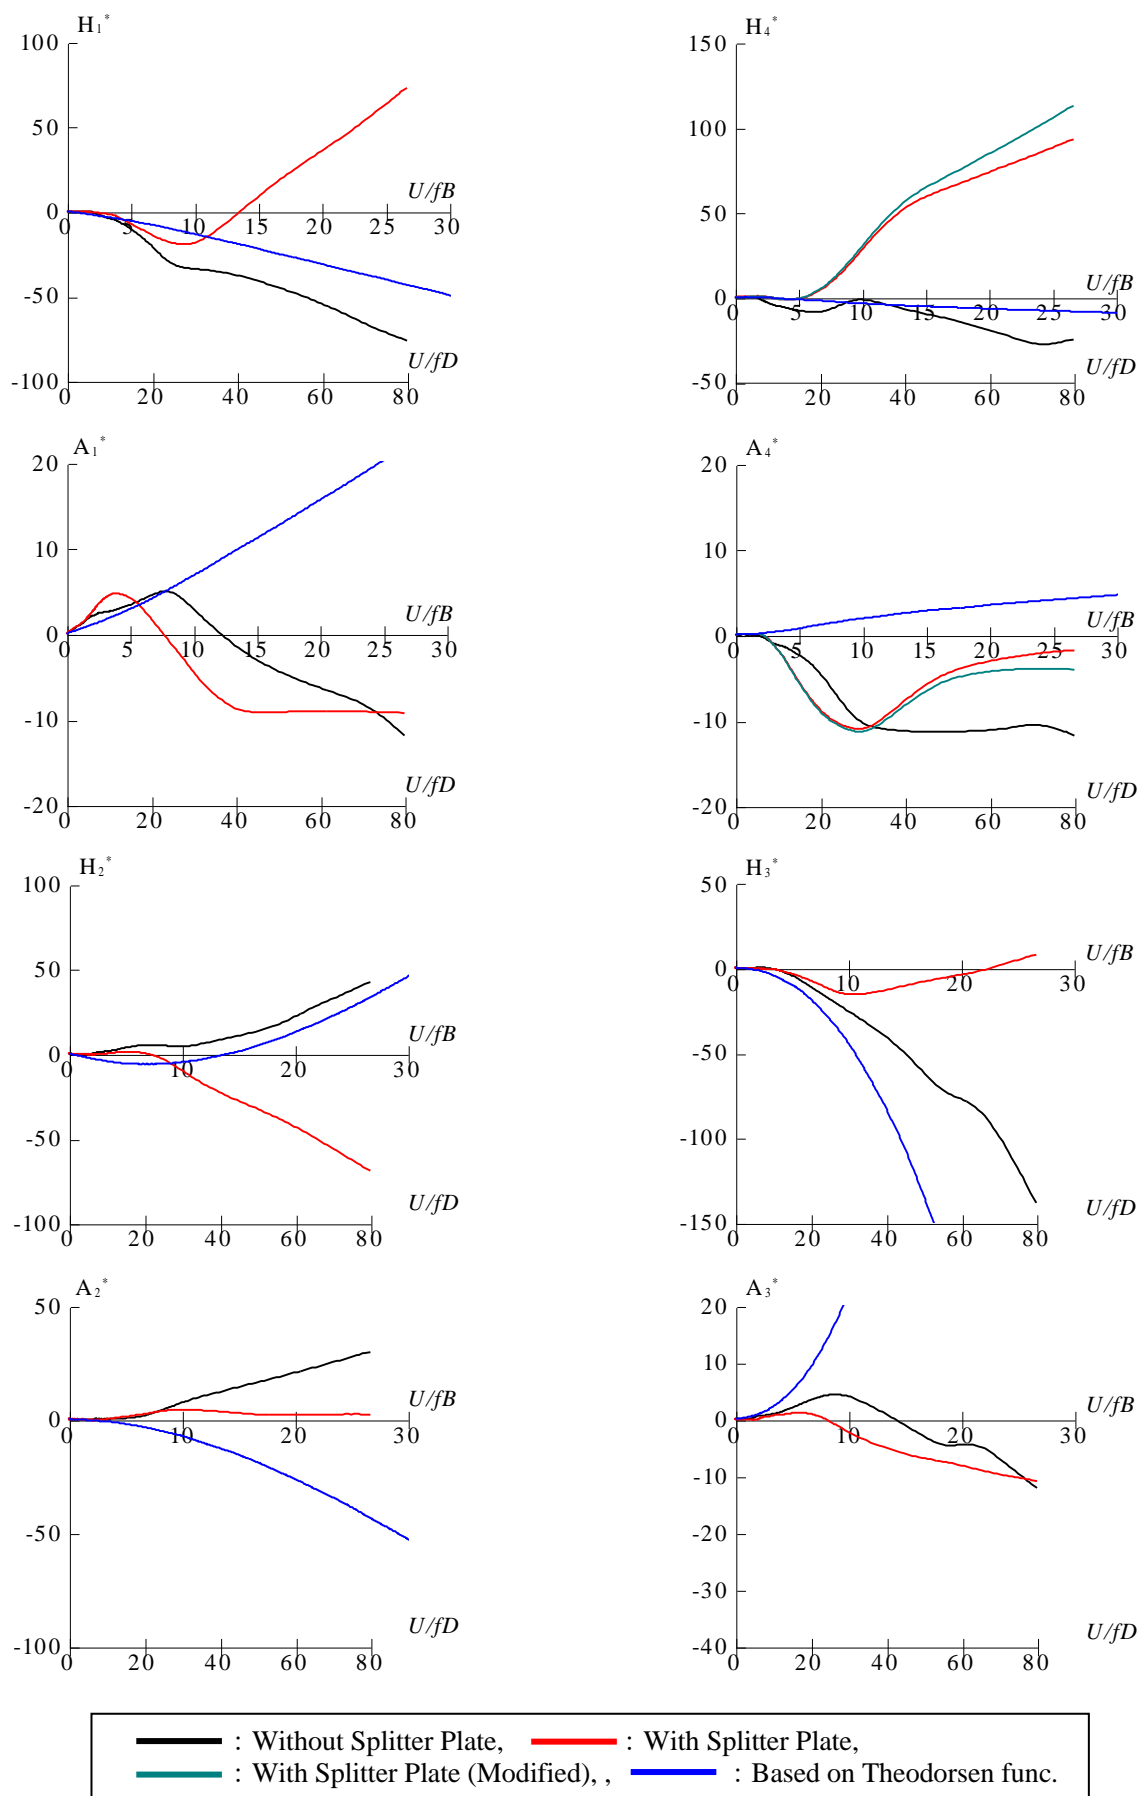 H₁*
100
50
0
-50
-100
U/fB
0 5 10 15 20 25 30
U/fD
0 20 40 60 80
H₄*
150
100
50
0
-50
U/fB
0 5 10 15 20 25 30
U/fD
0 20 40 60 80
A₁*
20
10
0
-10
-20
U/fB
0 5 10 15 20 25 30
U/fD
0 20 40 60 80
A₄*
20
10
0
-10
-20
U/fB
0 5 10 15 20 25 30
U/fD
0 20 40 60 80
H₂*
100
50
0
-50
-100
U/fB
0 10 20 30
U/fD
0 20 40 60 80
H₃*
50
0
-50
-100
-150
U/fB
0 10 20 30
U/fD
0 20 40 60 80
A₂*
50
0
-50
-100
U/fB
0 10 20 30
U/fD
0 20 40 60 80
A₃*
20
10
0
-10
-20
-30
-40
U/fB
0 10 20 30
U/fD
0 20 40 60 80
: Without Splitter Plate, : With Splitter Plate,
: With Splitter Plate (Modified), , : Based on Theodorsen func.